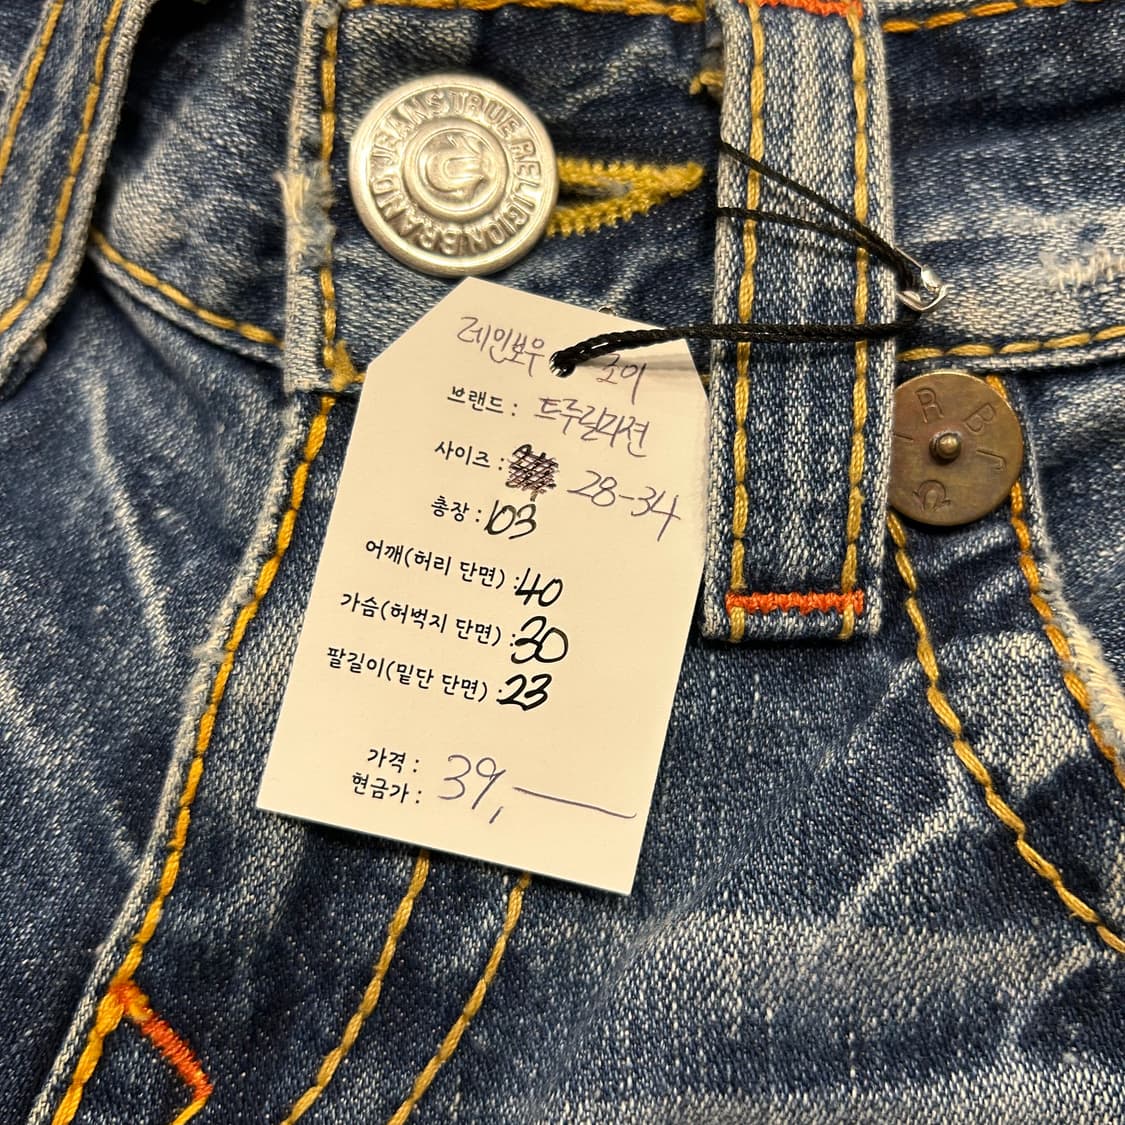 TRUE RELIGION BRAND JEANS
레인보우 조이
브랜드 : 트루릴리젼
사이즈 : 28-34
총장 : 103
어깨(허리 단면) : 40
가슴(허벅지 단면) : 30
팔길이(밑단 단면) : 23
가격 :
현금가 : 39,
T R B J